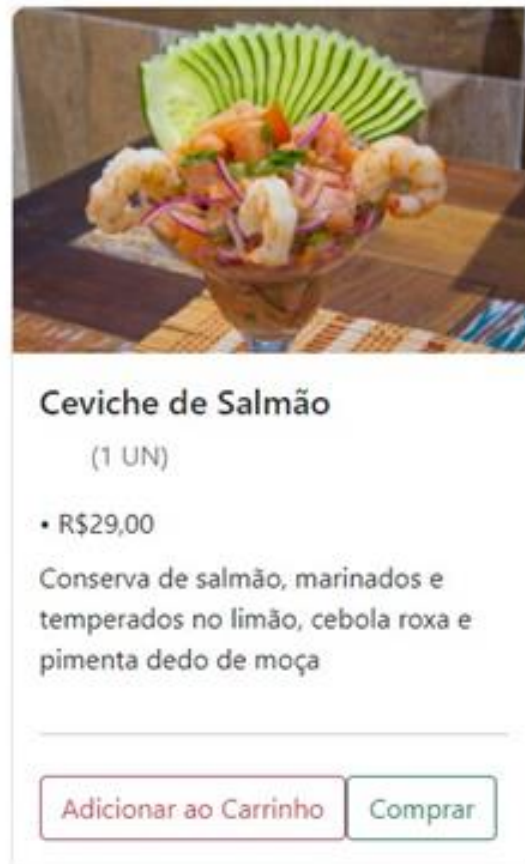 Ceviche de Salmão
(1 UN)
• R$29,00
Conserva de salmão, marinados e
temperados no limão, cebola roxa e
pimenta dedo de moça
Adicionar ao Carrinho Comprar